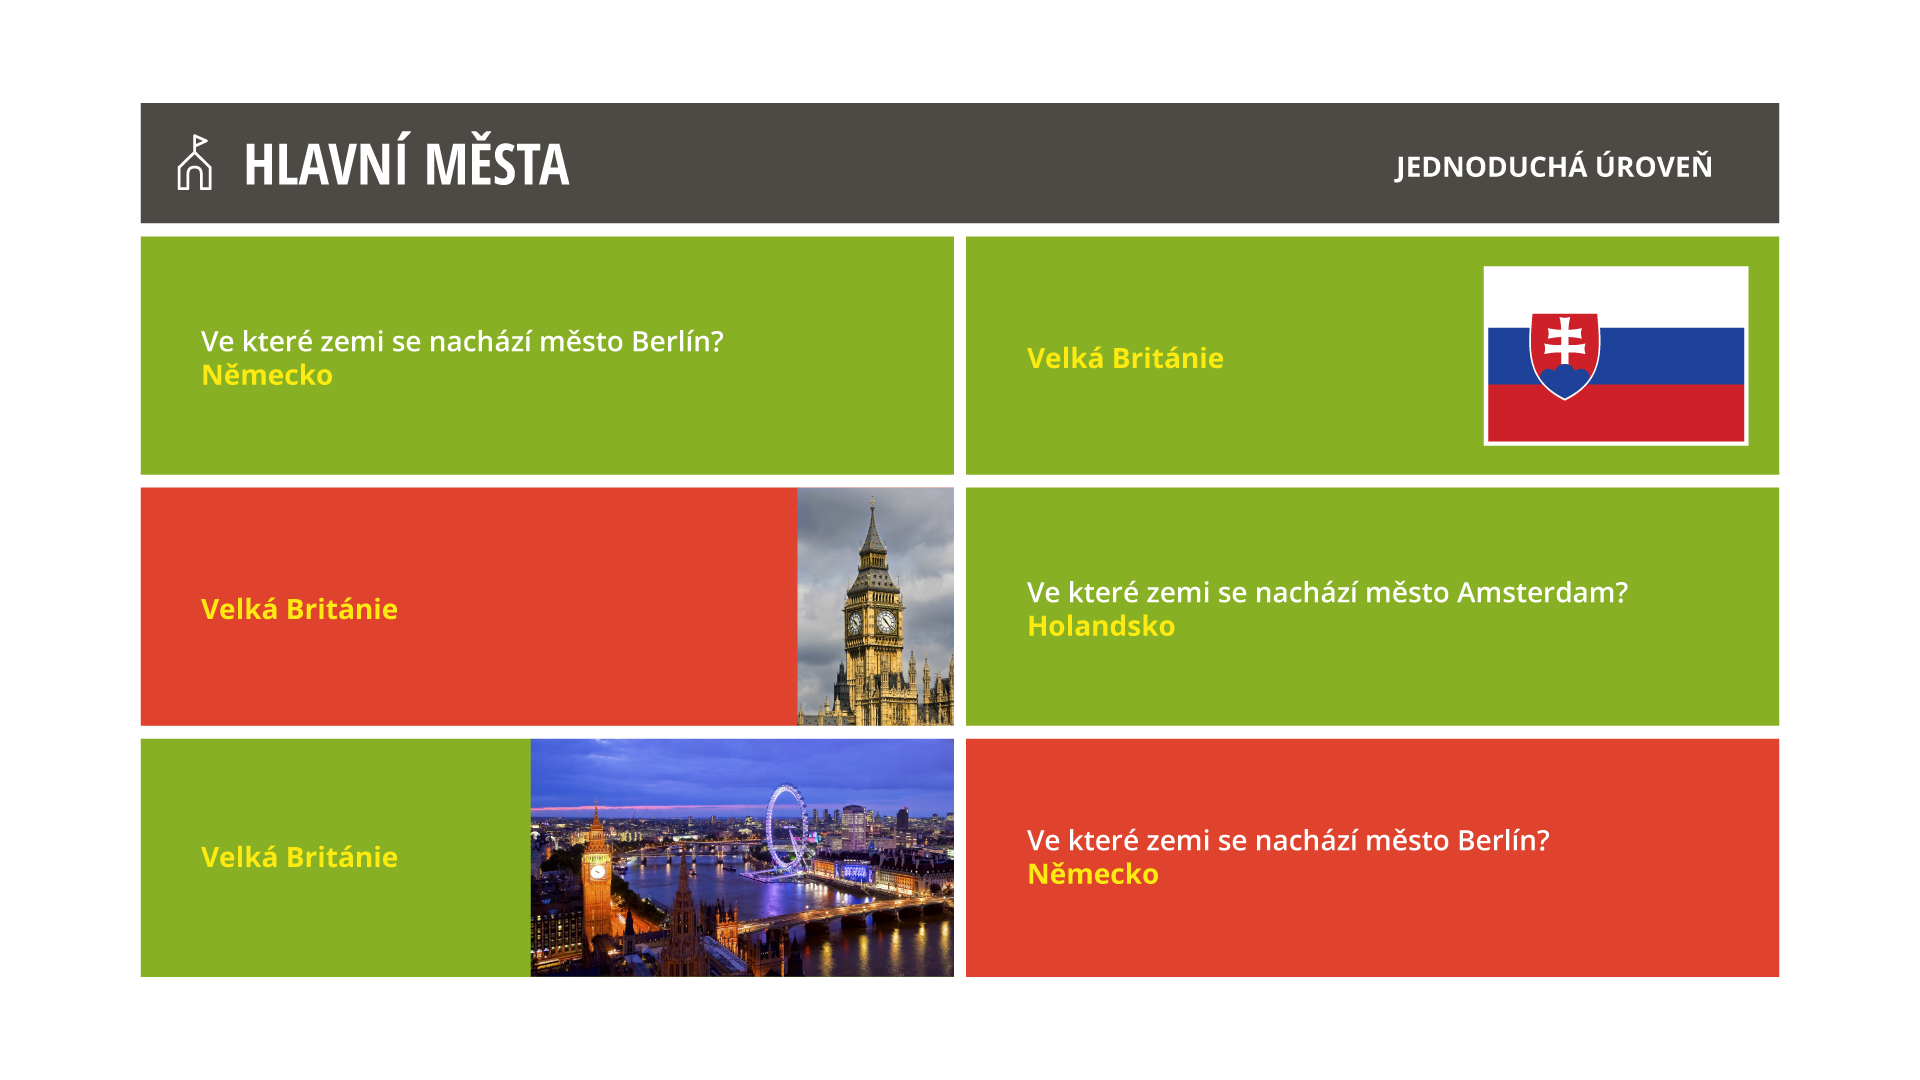 HLAVNÍ MĚSTA
JEDNODUCHÁ ÚROVEŇ
Ve které zemi se nachází město Berlín?
Německo
Velká Británie
Velká Británie
Ve které zemi se nachází město Amsterdam?
Holandsko
Velká Británie
Ve které zemi se nachází město Berlín?
Německo